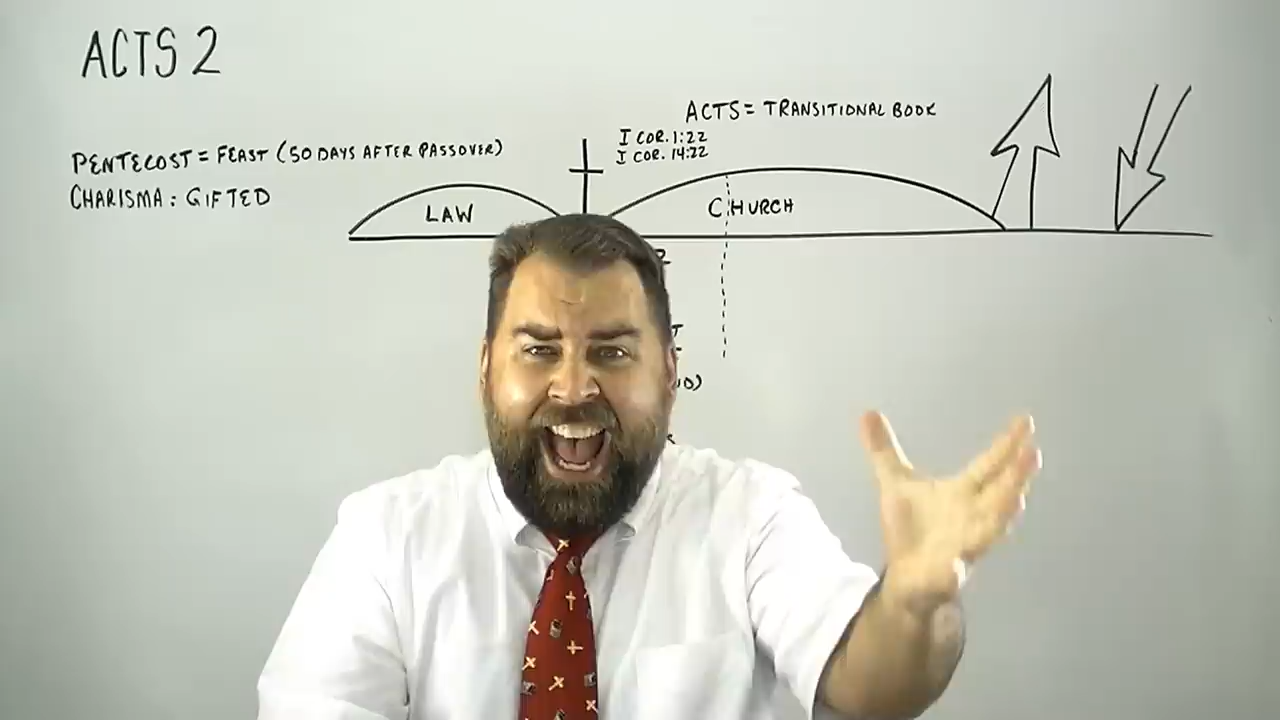 ACTS 2
ACTS = TRANSITIONAL BOOK
I COR. 1:22
I COR. 14:22
PENTECOST = FEAST (50 DAYS AFTER PASSOVER)
CHARISMA: GIFTED
LAW
CHURCH